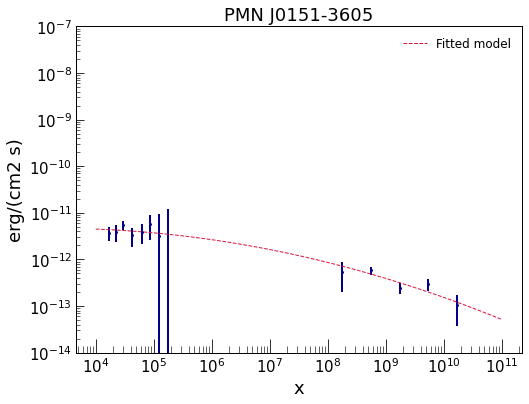 PMN J0151-3605
Fitted model
erg/(cm2 s)
10⁻⁷
10⁻⁸
10⁻⁹
10⁻¹⁰
10⁻¹¹
10⁻¹²
10⁻¹³
10⁻¹⁴
10⁴ 10⁵ 10⁶ 10⁷ 10⁸ 10⁹ 10¹⁰ 10¹¹
x